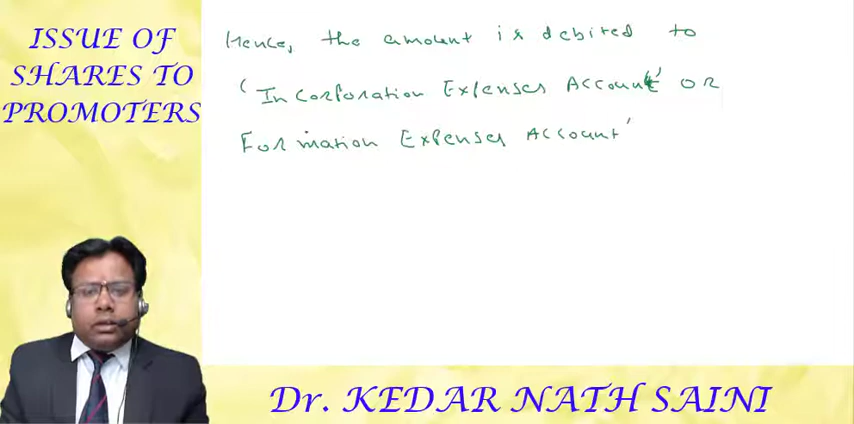 ISSUE OF
SHARES TO
PROMOTERS
Hence, the amount is debited to
'Incorporation Expenses Account' OR
Formation Expenses Account'
Dr. KEDAR NATH SAINI